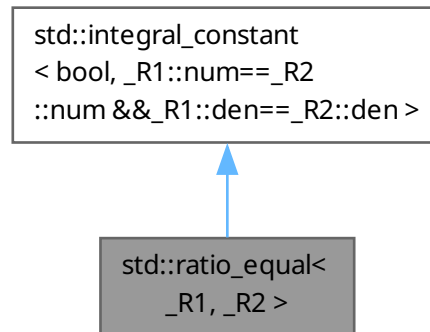 std::integral_constant
< bool, _R1::num==_R2
::num &&_R1::den==_R2::den >
std::ratio_equal<
_R1, _R2 >